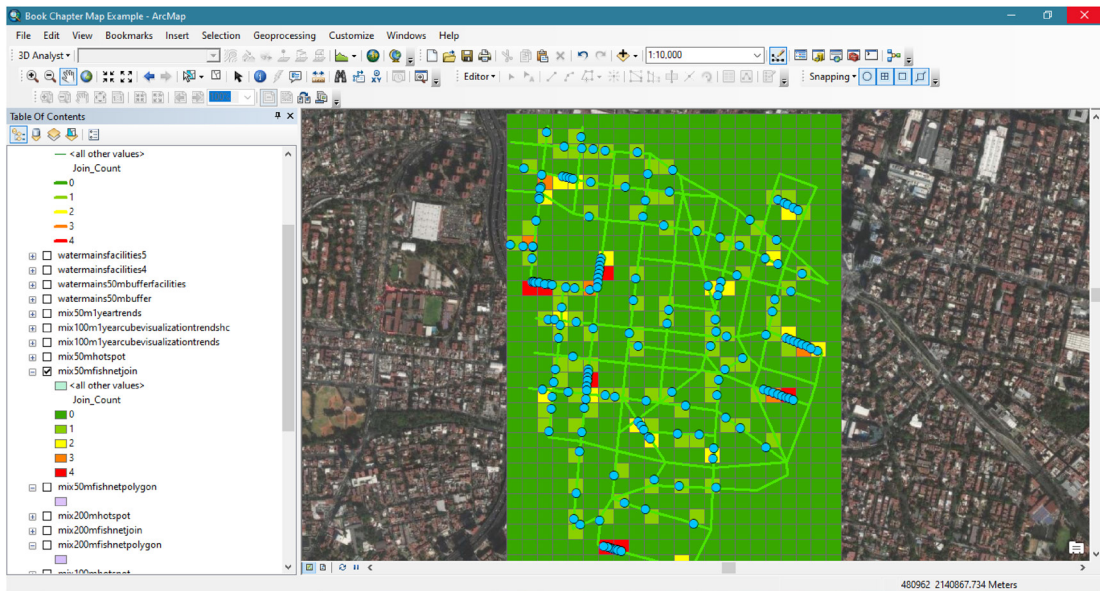 Book Chapter Map Example - ArcMap
File Edit View Bookmarks Insert Selection Geoprocessing Customize Windows Help
3D Analyst
1:10,000
Editor
Snapping
Table Of Contents
<all other values>
Join_Count
0
1
2
3
4
watermainsfacilities5
watermainsfacilities4
watermains50mbufferfacilities
watermains50mbuffer
mix50m1yeartrends
mix100m1yearcubevisualizationtrendshc
mix100m1yearcubevisualizationtrends
mix50mhotspot
mix50mfishnetjoin
<all other values>
Join_Count
0
1
2
3
4
mix50mfishnetpolygon
mix200mhotspot
mix200mfishnetjoin
mix200mfishnetpolygon
mix100mhotspot
480962 2140867.734 Meters